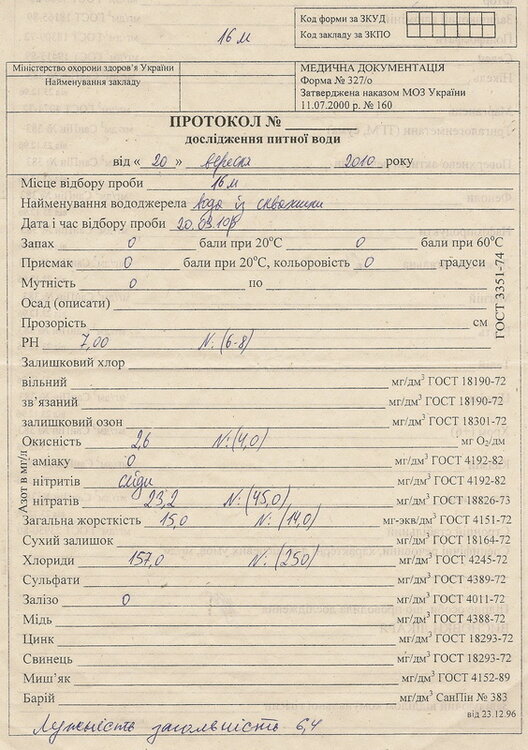 Код форми за ЗКУД
Код закладу за ЗКПО
16 м
Міністерство охорони здоров'я України
Найменування закладу
МЕДИЧНА ДОКУМЕНТАЦІЯ
Форма № 327/о
Затверджена наказом МОЗ України
11.07.2000 р. № 160
ПРОТОКОЛ №
дослідження питної води
від « 20 » вересня 2010 року
Місце відбору проби 16 м
Найменування вододжерела вода із скважини
Дата і час відбору проби 20.09.10р
Запах 0 бали при 20°С 0 бали при 60°С
Присмак 0 бали при 20°С, кольоровість 0 градуси
Мутність 0 по
Осад (описати)
Прозорість см
ГОСТ 3351-74
РН 7,00 N: (6-8)
Залишковий хлор
вільний мг/дм³ ГОСТ 18190-72
зв'язаний мг/дм³ ГОСТ 18190-72
залишковий озон мг/дм³ ГОСТ 18301-72
Окисність 2,6 N: (4,0) мг О₂/дм
Азот в мг/л
аміаку 0 мг/дм³ ГОСТ 4192-82
нітритів сліди мг/дм³ ГОСТ 4192-82
нітратів 23,2 N: (45,0) мг/дм³ ГОСТ 18826-73
Загальна жорсткість 15,0 N: (14,0) мг-экв/дм³ ГОСТ 4151-72
Сухий залишок мг/дм³ ГОСТ 18164-72
Хлориди 157,0 N: (250) мг/дм³ ГОСТ 4245-72
Сульфати мг/дм³ ГОСТ 4389-72
Залізо 0 мг/дм³ ГОСТ 4011-72
Мідь мг/дм³ ГОСТ 4388-72
Цинк мг/дм³ ГОСТ 18293-72
Свинець мг/дм³ ГОСТ 18293-72
Миш'як мг/дм³ ГОСТ 4152-89
Барій мг/дм³ СанПін № 383
від 23.12.96
Лужність загальність 6,4